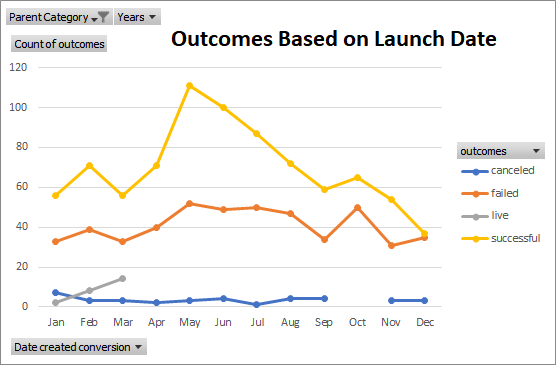 Parent Category Years
Outcomes Based on Launch Date
Count of outcomes
120
100
80
60
40
20
0
Jan Feb Mar Apr May Jun Jul Aug Sep Oct Nov Dec
outcomes
canceled
failed
live
successful
Date created conversion